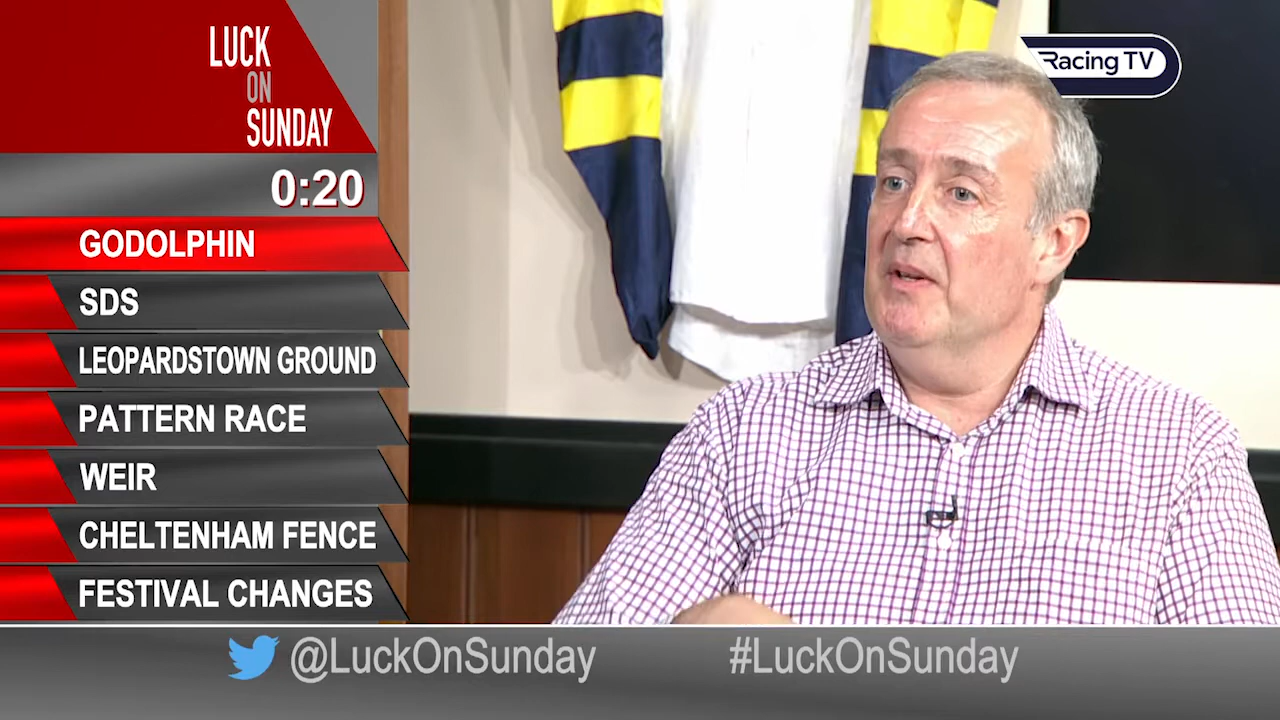 LUCK
ON
SUNDAY
Racing TV
0:20
GODOLPHIN
SDS
LEOPARDSTOWN GROUND
PATTERN RACE
WEIR
CHELTENHAM FENCE
FESTIVAL CHANGES
@LuckOnSunday
#LuckOnSunday